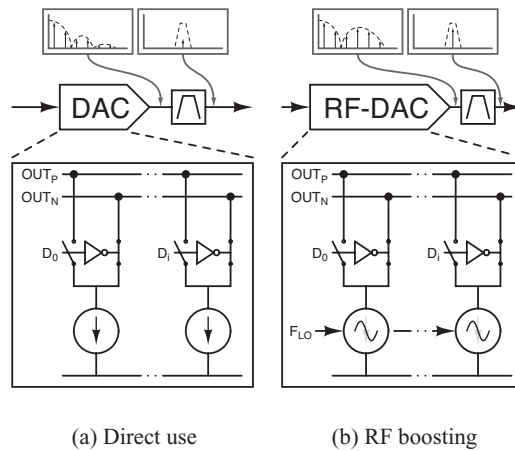 DAC
OUTP
OUTN
D0
Di
(a) Direct use
RF-DAC
OUTP
OUTN
D0
Di
FLO
(b) RF boosting